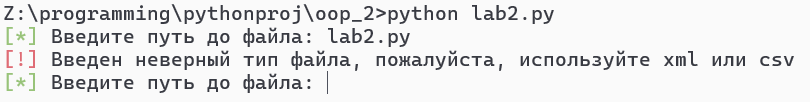 Z:\programming\pythonproj\oop_2>python lab2.py
[*] Введите путь до файла: lab2.py
[!] Введен неверный тип файла, пожалуйста, используйте xml или csv
[*] Введите путь до файла: